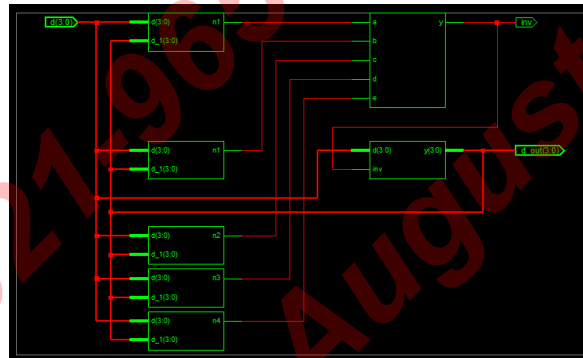 d(3:0)
d(3:0)
n1
d_1(3:0)
a
y
b
c
d
e
inv
d(3:0)
n1
d_1(3:0)
d(3:0)
y(3:0)
inv
d_out(3:0)
d(3:0)
n2
d_1(3:0)
d(3:0)
n3
d_1(3:0)
d(3:0)
n4
d_1(3:0)
August